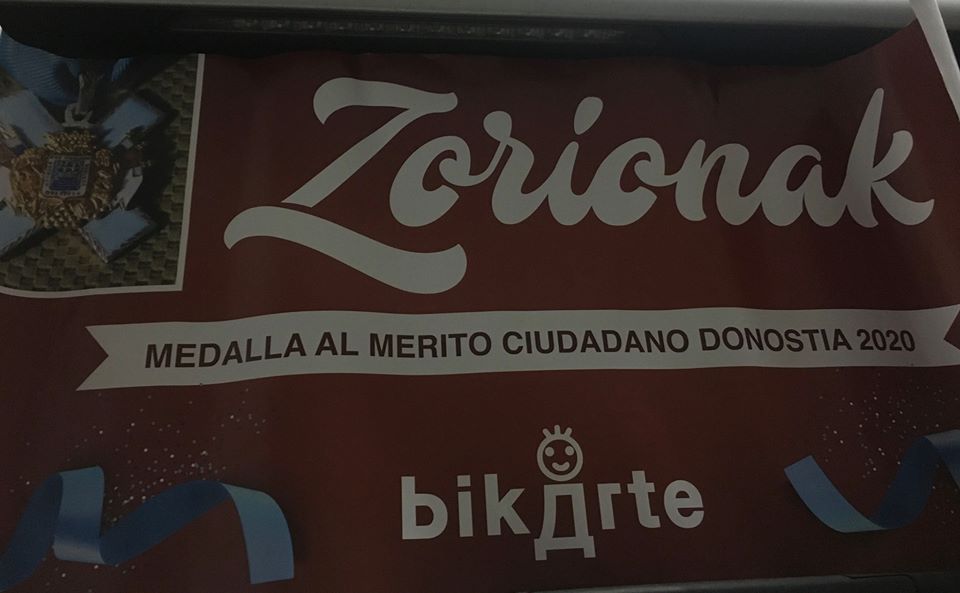 Zorionak
MEDALLA AL MERITO CIUDADANO DONOSTIA 2020
bikArte